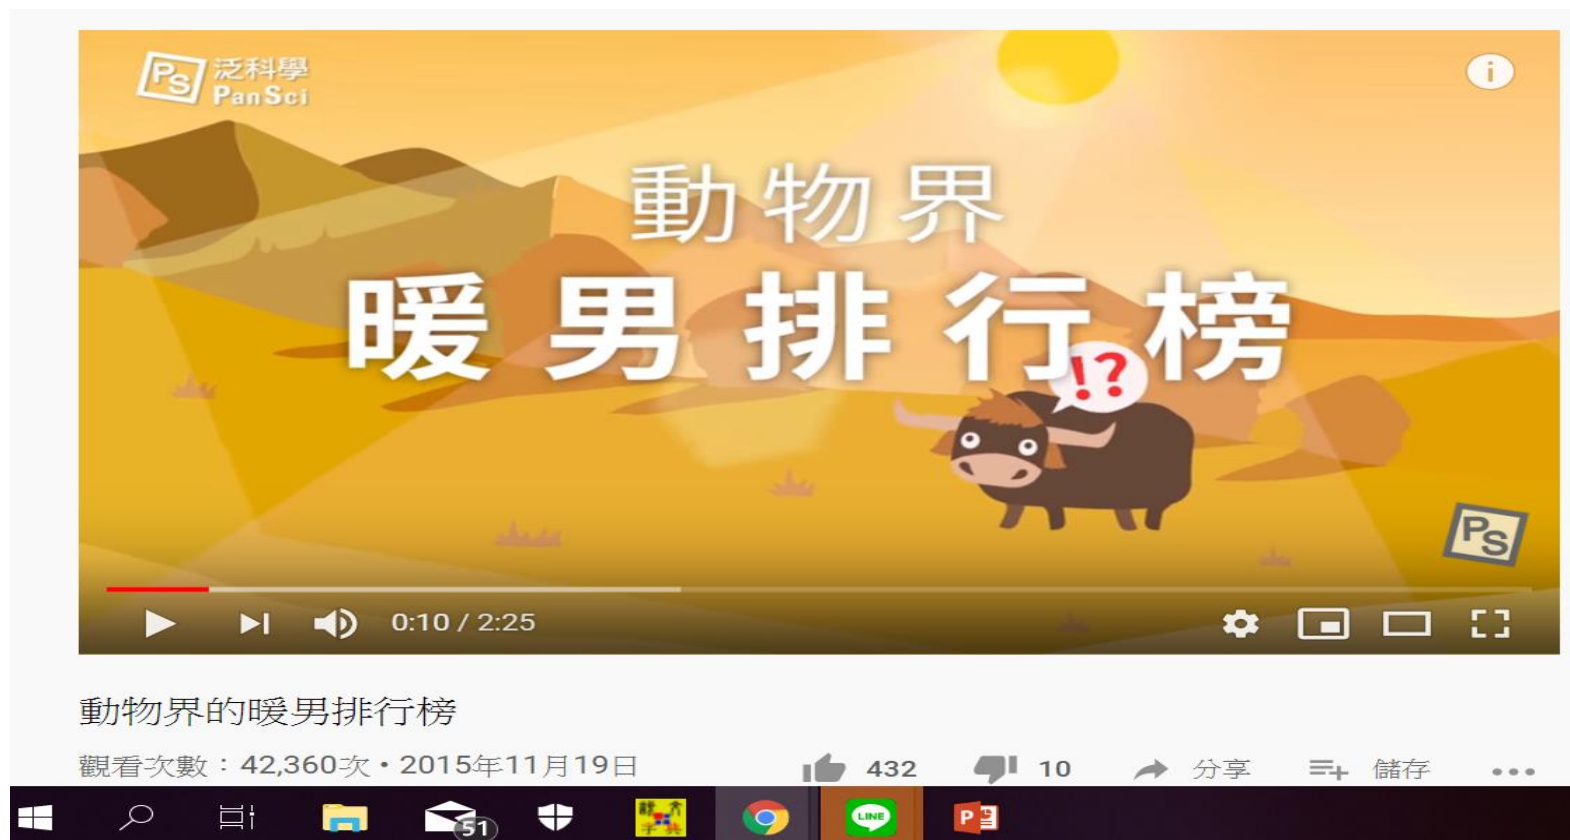 PS 泛科學
PanSci
i
動物界
暖男排行榜
!?
PS
0:10 / 2:25
動物界的暖男排行榜
觀看次數：42,360次•2015年11月19日 432 10 分享 儲存
51 LINE P